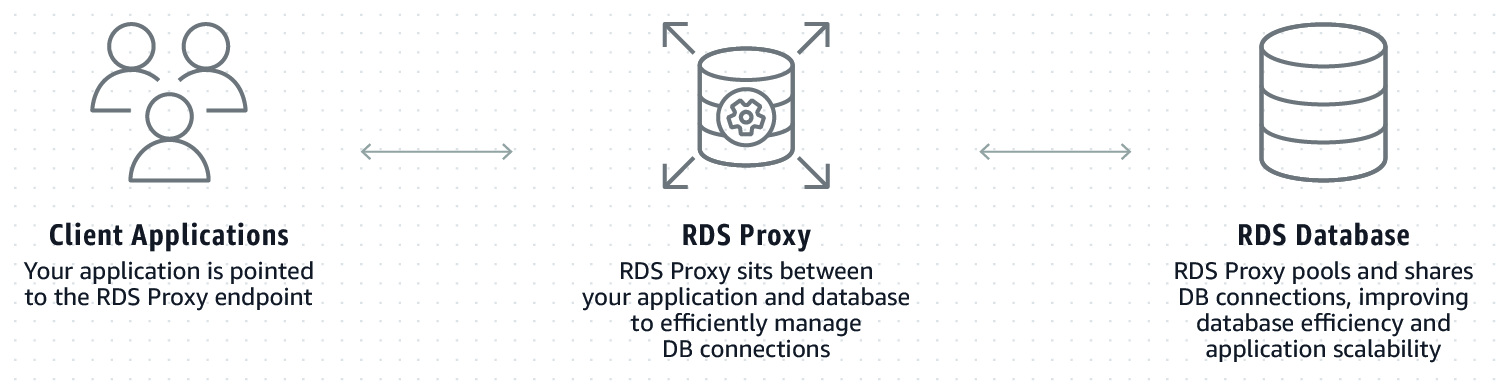 Client Applications
Your application is pointed
to the RDS Proxy endpoint
RDS Proxy
RDS Proxy sits between
your application and database
to efficiently manage
DB connections
RDS Database
RDS Proxy pools and shares
DB connections, improving
database efficiency and
application scalability